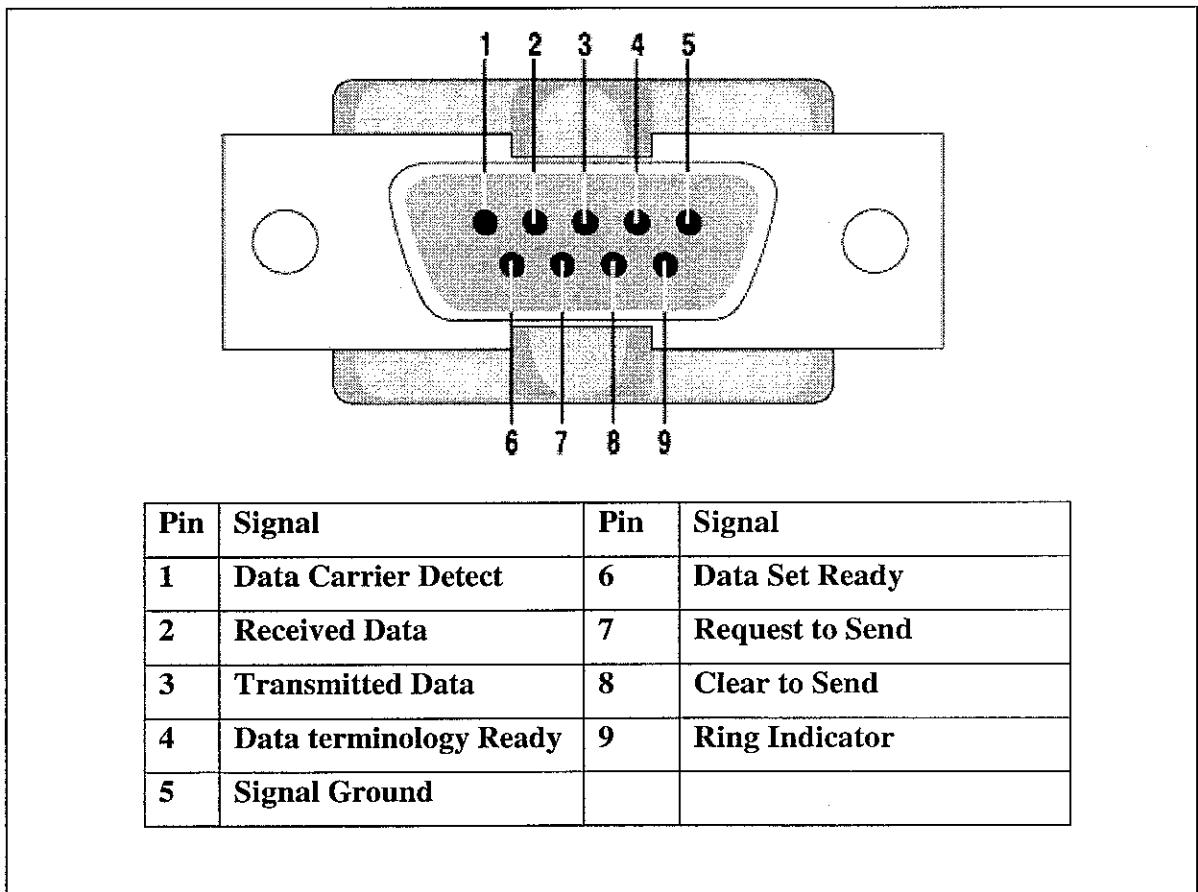 1 2 3 4 5
6 7 8 9
Pin Signal Pin Signal
1 Data Carrier Detect 6 Data Set Ready
2 Received Data 7 Request to Send
3 Transmitted Data 8 Clear to Send
4 Data terminology Ready 9 Ring Indicator
5 Signal Ground